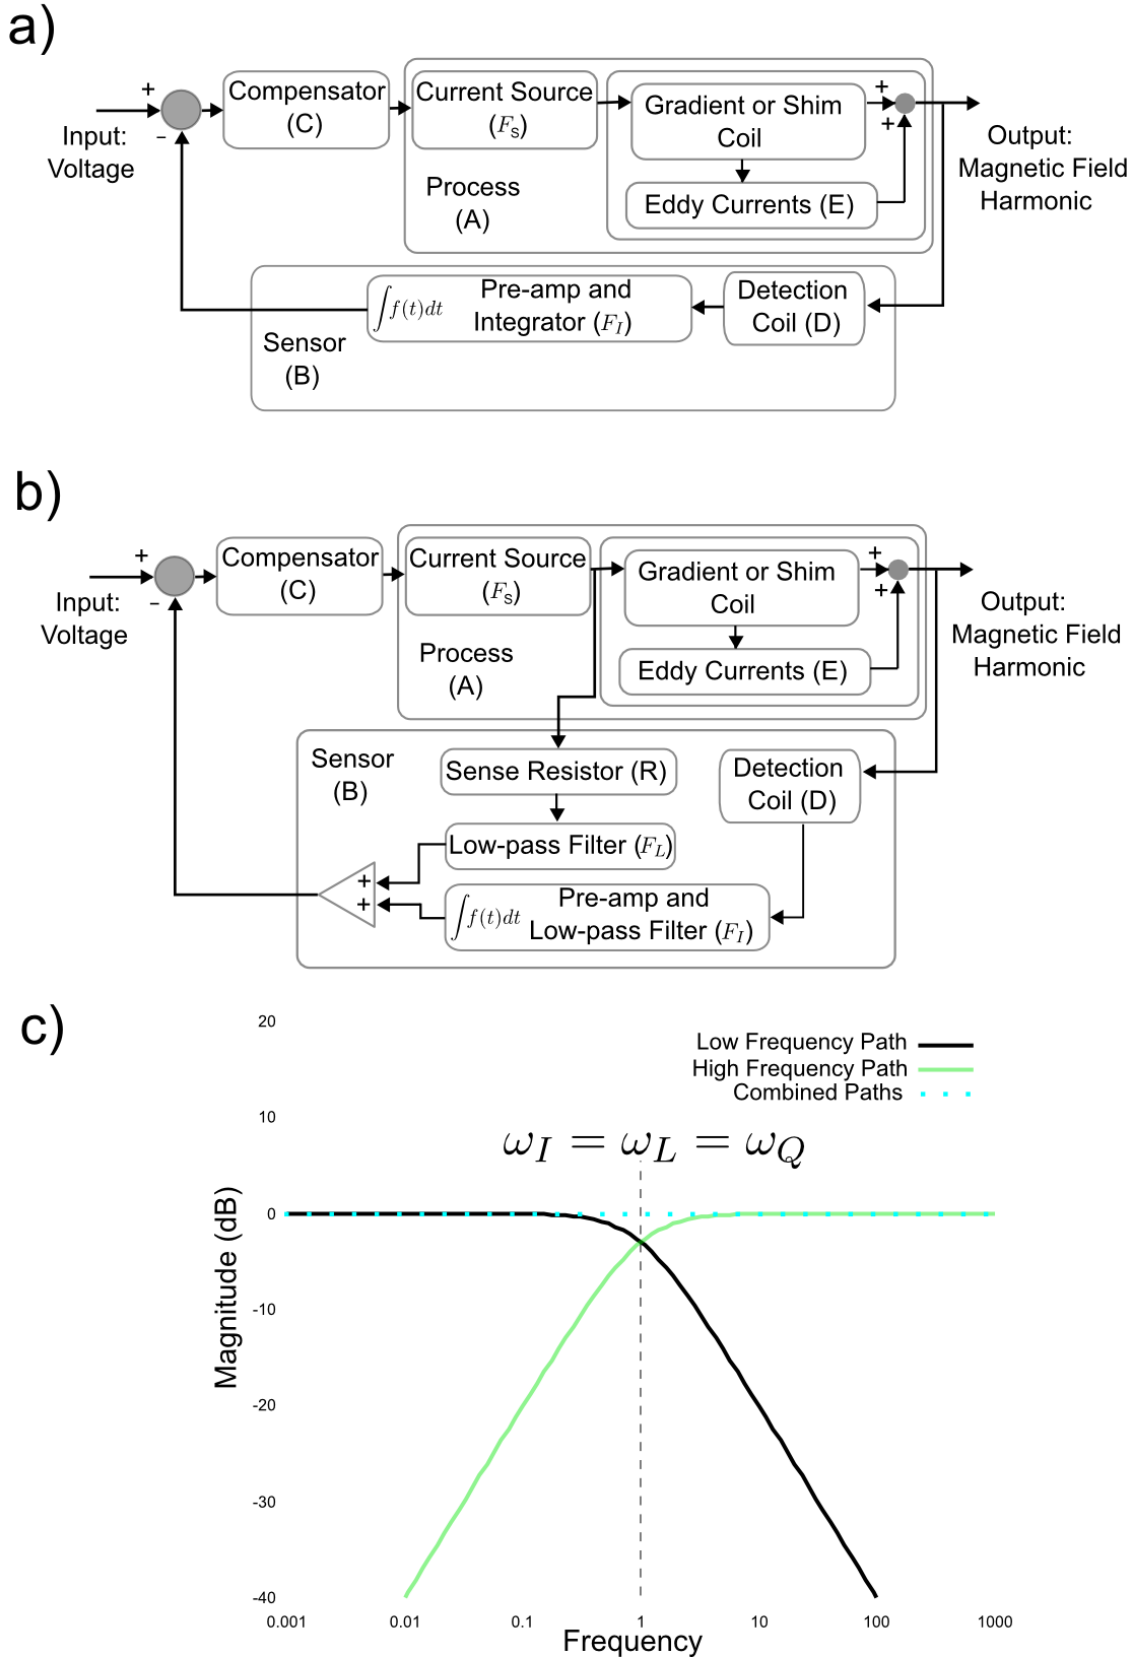 a)
+
−
Input:
Voltage
Compensator
(C)
Current Source
(Fs)
Process
(A)
Gradient or Shim
Coil
Eddy Currents (E)
+
+
Output:
Magnetic Field
Harmonic
Sensor
(B)
∫f(t)dt
Pre-amp and
Integrator (F_I)
Detection
Coil (D)
b)
+
−
Input:
Voltage
Compensator
(C)
Current Source
(Fs)
Process
(A)
Gradient or Shim
Coil
Eddy Currents (E)
+
+
Output:
Magnetic Field
Harmonic
Sensor
(B)
Sense Resistor (R)
Low-pass Filter (F_L)
+
+
∫f(t)dt
Pre-amp and
Low-pass Filter (F_I)
Detection
Coil (D)
c)
Low Frequency Path
High Frequency Path
Combined Paths
ω_I = ω_L = ω_Q
Magnitude (dB)
20
10
0
-10
-20
-30
-40
0.001
0.01
0.1
1
10
100
1000
Frequency